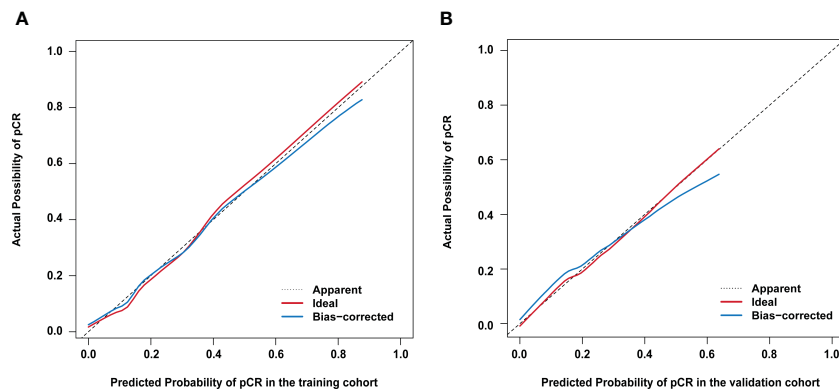 A
Actual Possibility of pCR
1.0
0.8
0.6
0.4
0.2
0.0
Apparent
Ideal
Bias-corrected
0.0 0.2 0.4 0.6 0.8 1.0
Predicted Probability of pCR in the training cohort
B
Actual Possibility of pCR
1.0
0.8
0.6
0.4
0.2
0.0
Apparent
Ideal
Bias-corrected
0.0 0.2 0.4 0.6 0.8 1.0
Predicted Probability of pCR in the validation cohort